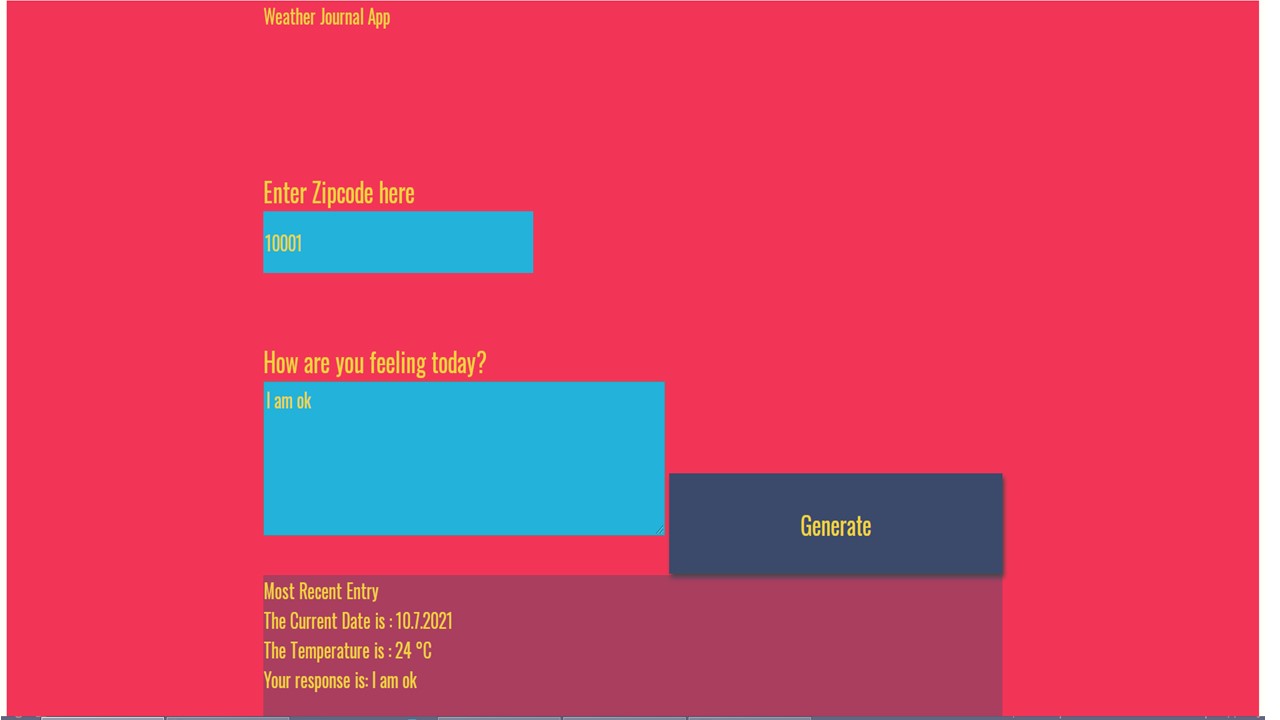 Weather Journal App
Enter Zipcode here
10001
How are you feeling today?
I am ok
Generate
Most Recent Entry
The Current Date is : 10.7.2021
The Temperature is : 24 °C
Your response is: I am ok